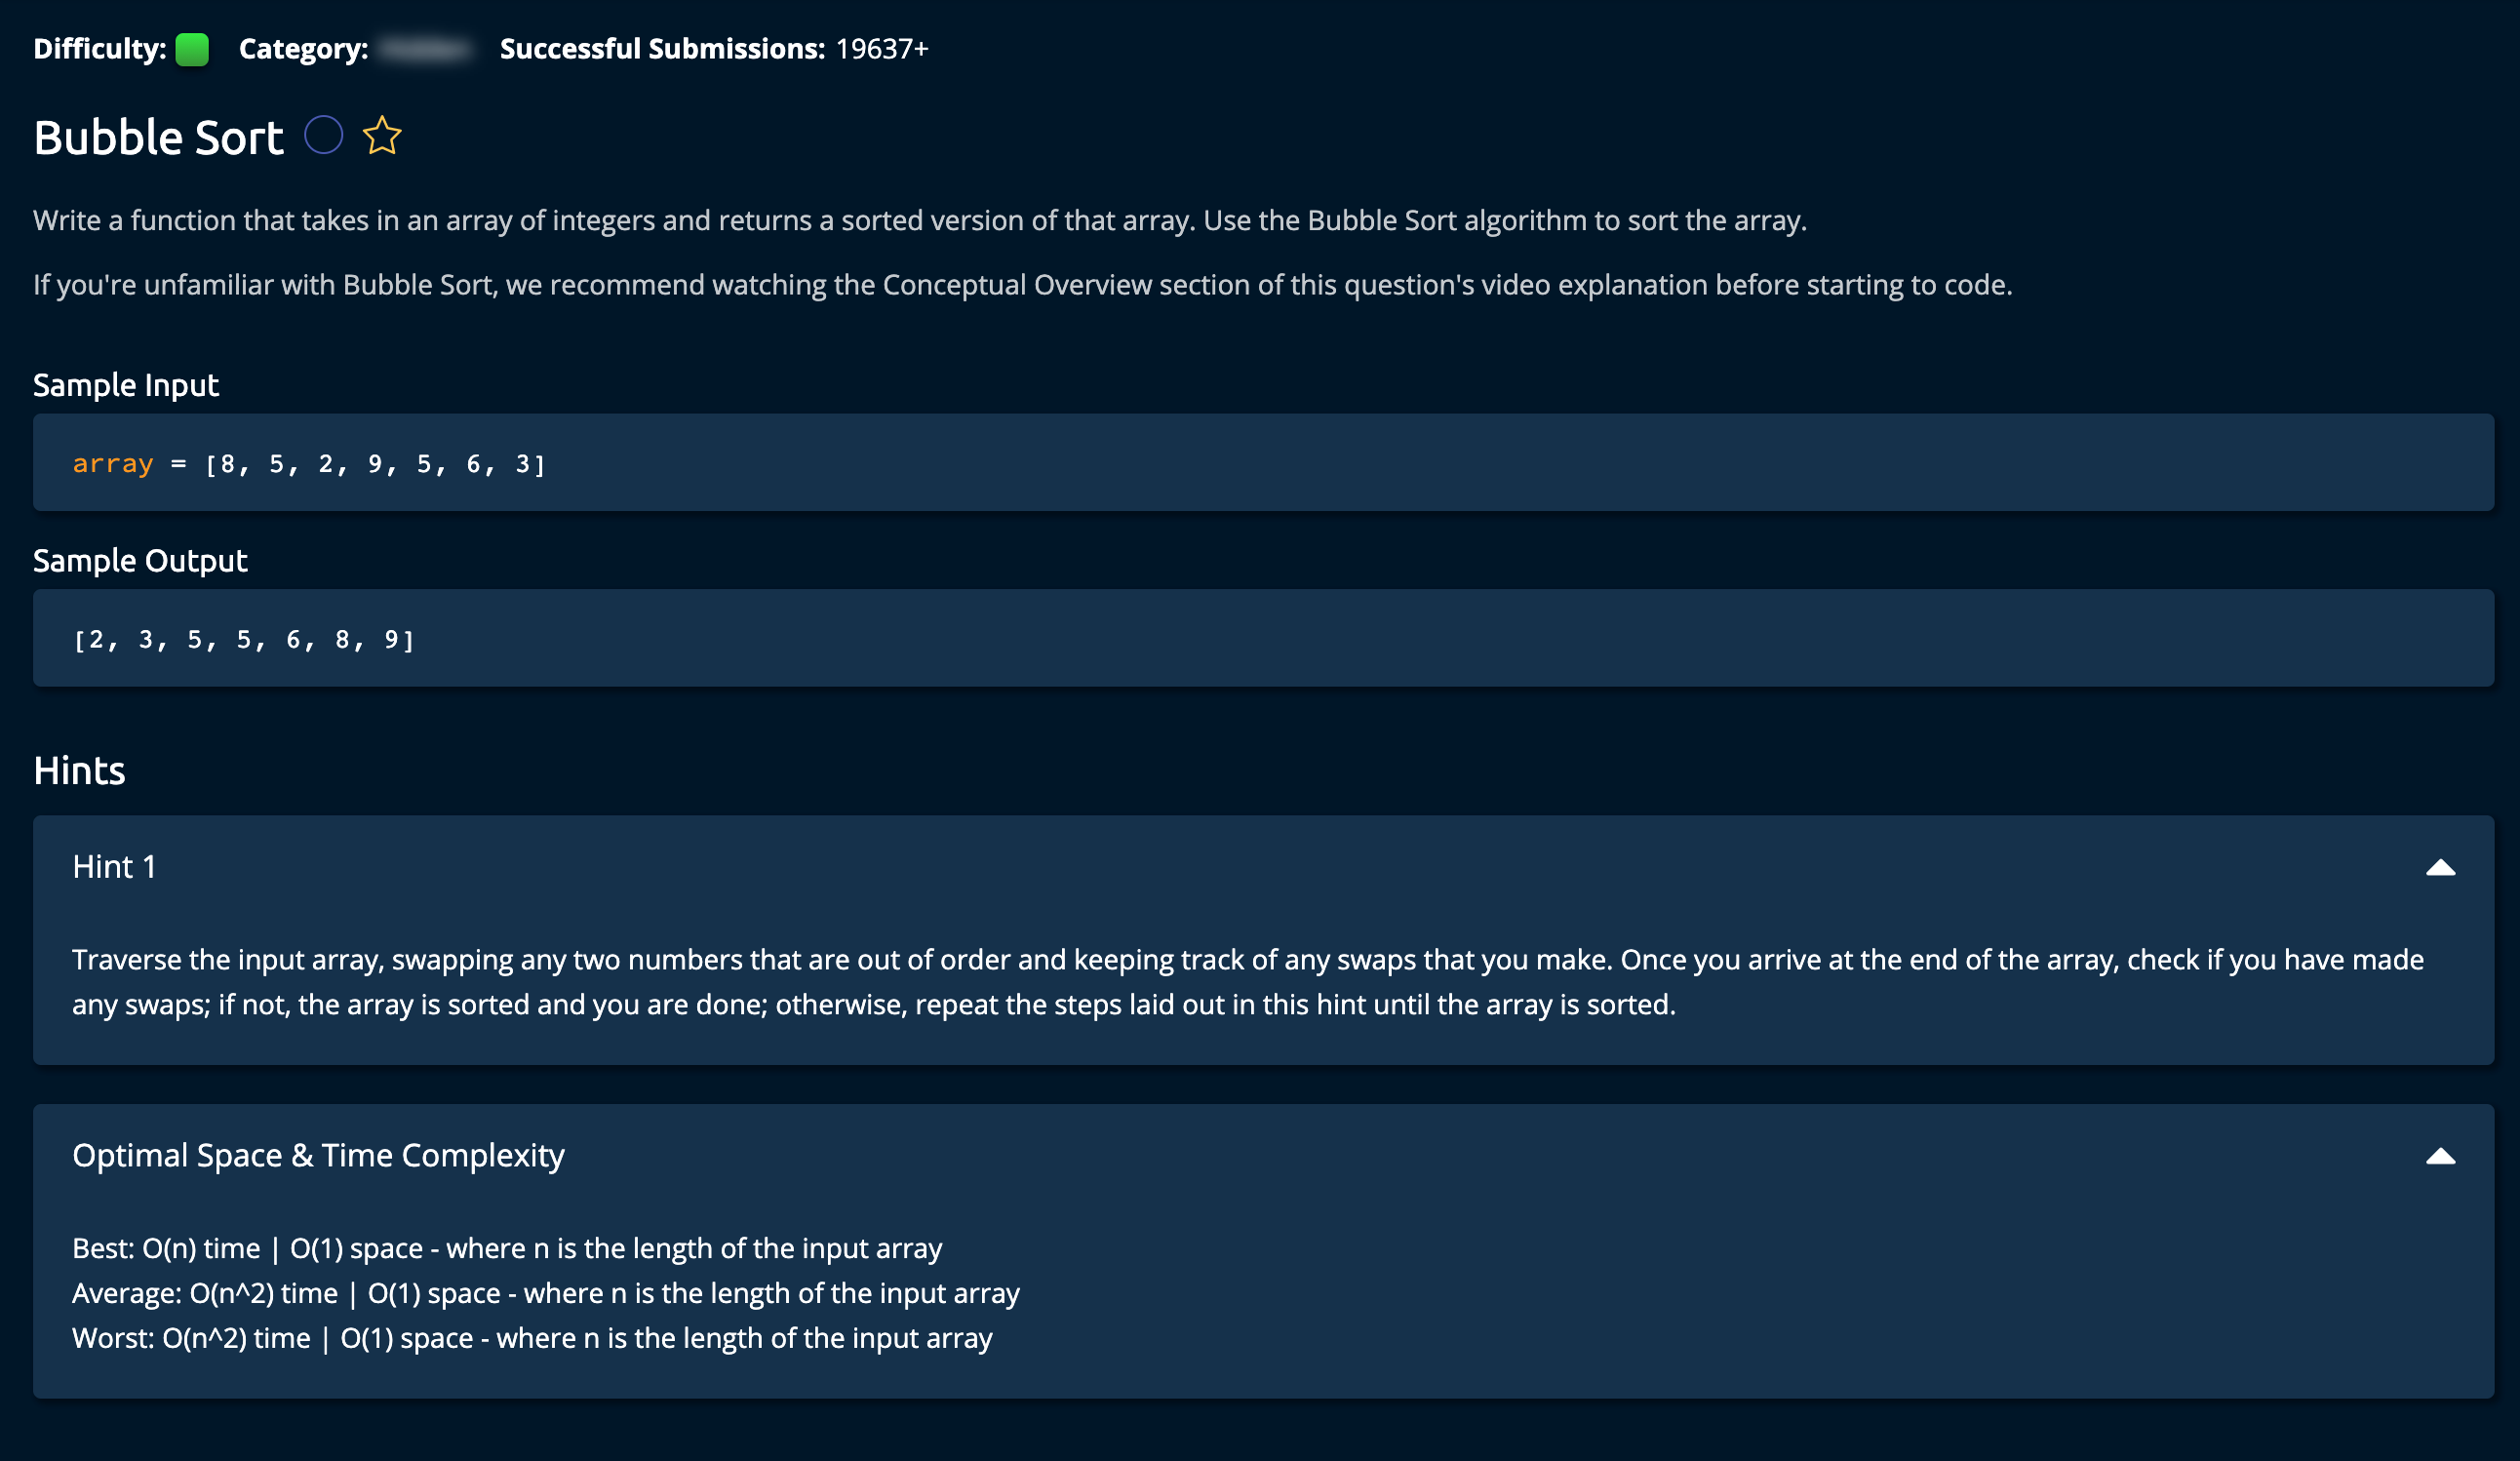 Difficulty: Category: Successful Submissions: 19637+
Bubble Sort
Write a function that takes in an array of integers and returns a sorted version of that array. Use the Bubble Sort algorithm to sort the array.
If you're unfamiliar with Bubble Sort, we recommend watching the Conceptual Overview section of this question's video explanation before starting to code.
Sample Input
array = [8, 5, 2, 9, 5, 6, 3]
Sample Output
[2, 3, 5, 5, 6, 8, 9]
Hints
Hint 1
Traverse the input array, swapping any two numbers that are out of order and keeping track of any swaps that you make. Once you arrive at the end of the array, check if you have made
any swaps; if not, the array is sorted and you are done; otherwise, repeat the steps laid out in this hint until the array is sorted.
Optimal Space & Time Complexity
Best: O(n) time | O(1) space - where n is the length of the input array
Average: O(n^2) time | O(1) space - where n is the length of the input array
Worst: O(n^2) time | O(1) space - where n is the length of the input array